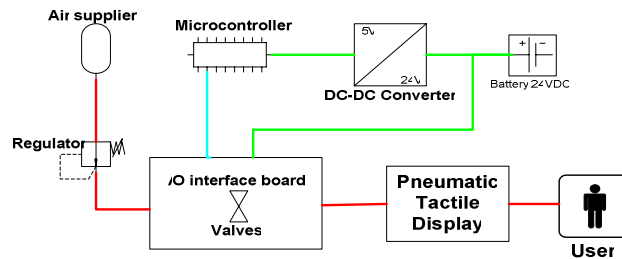 Air supplier
Microcontroller
5V
24V
DC-DC Converter
Battery 24VDC
Regulator
I/O interface board
Valves
Pneumatic
Tactile
Display
User